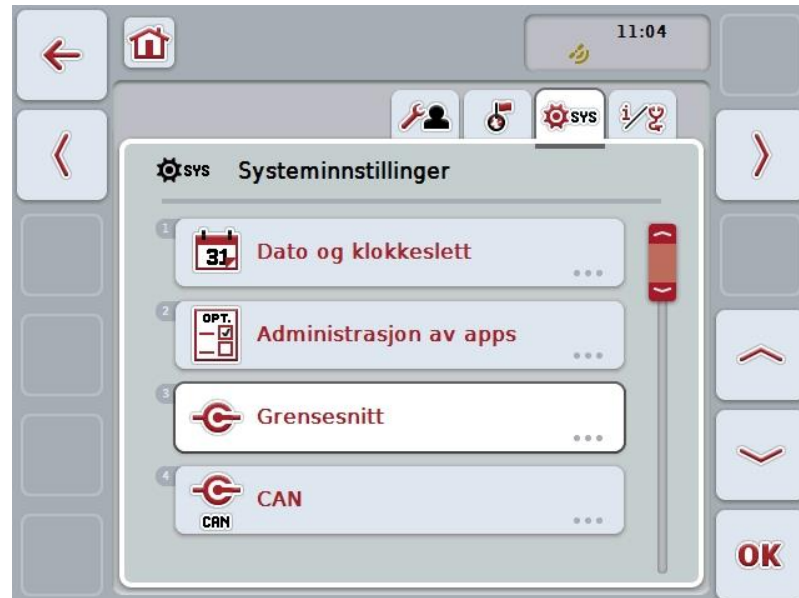 11:04
SYS
i
SYS
Systeminnstillinger
1
31
Dato og klokkeslett
2
OPT.
Administrasjon av apps
3
Grensesnitt
4
CAN
CAN
OK